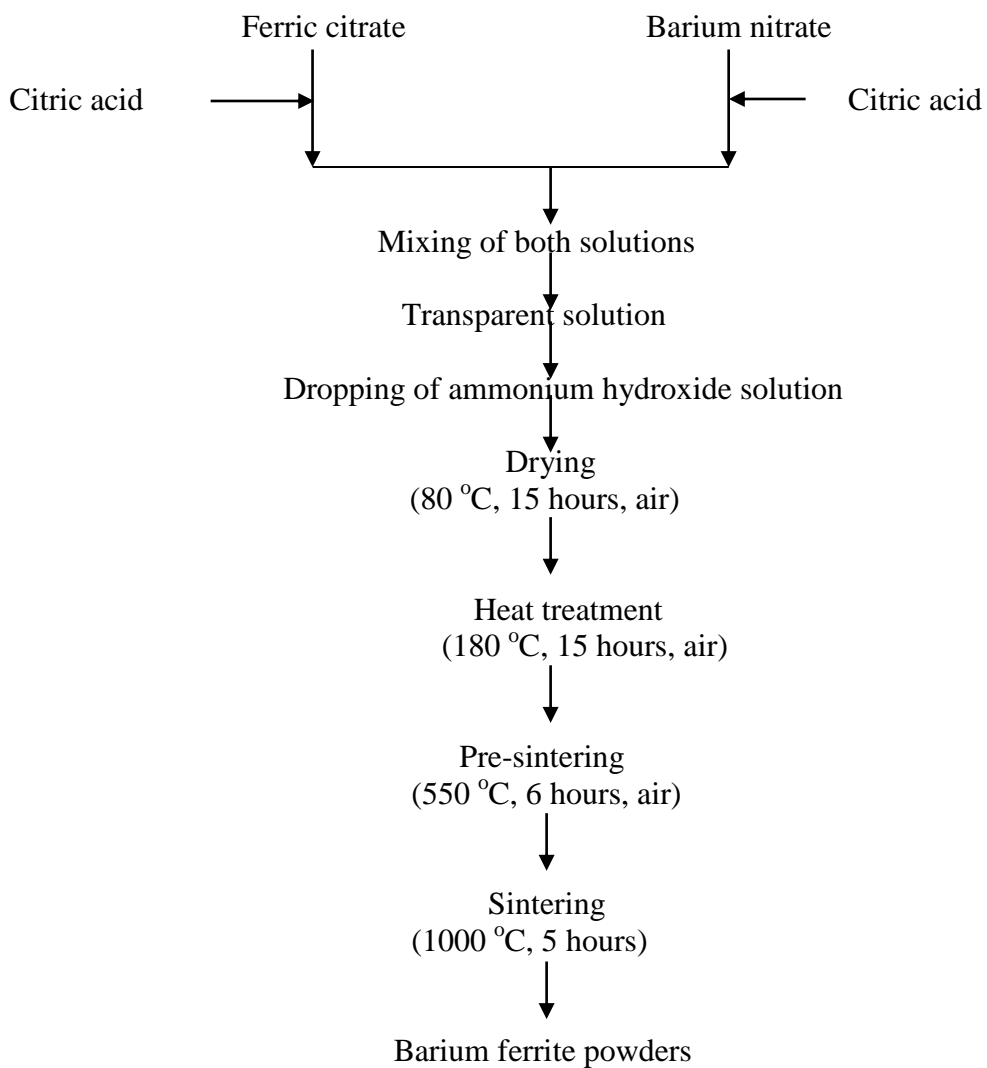 Ferric citrate Barium nitrate
Citric acid Citric acid
Mixing of both solutions
Transparent solution
Dropping of ammonium hydroxide solution
Drying
(80 °C, 15 hours, air)
Heat treatment
(180 °C, 15 hours, air)
Pre-sintering
(550 °C, 6 hours, air)
Sintering
(1000 °C, 5 hours)
Barium ferrite powders